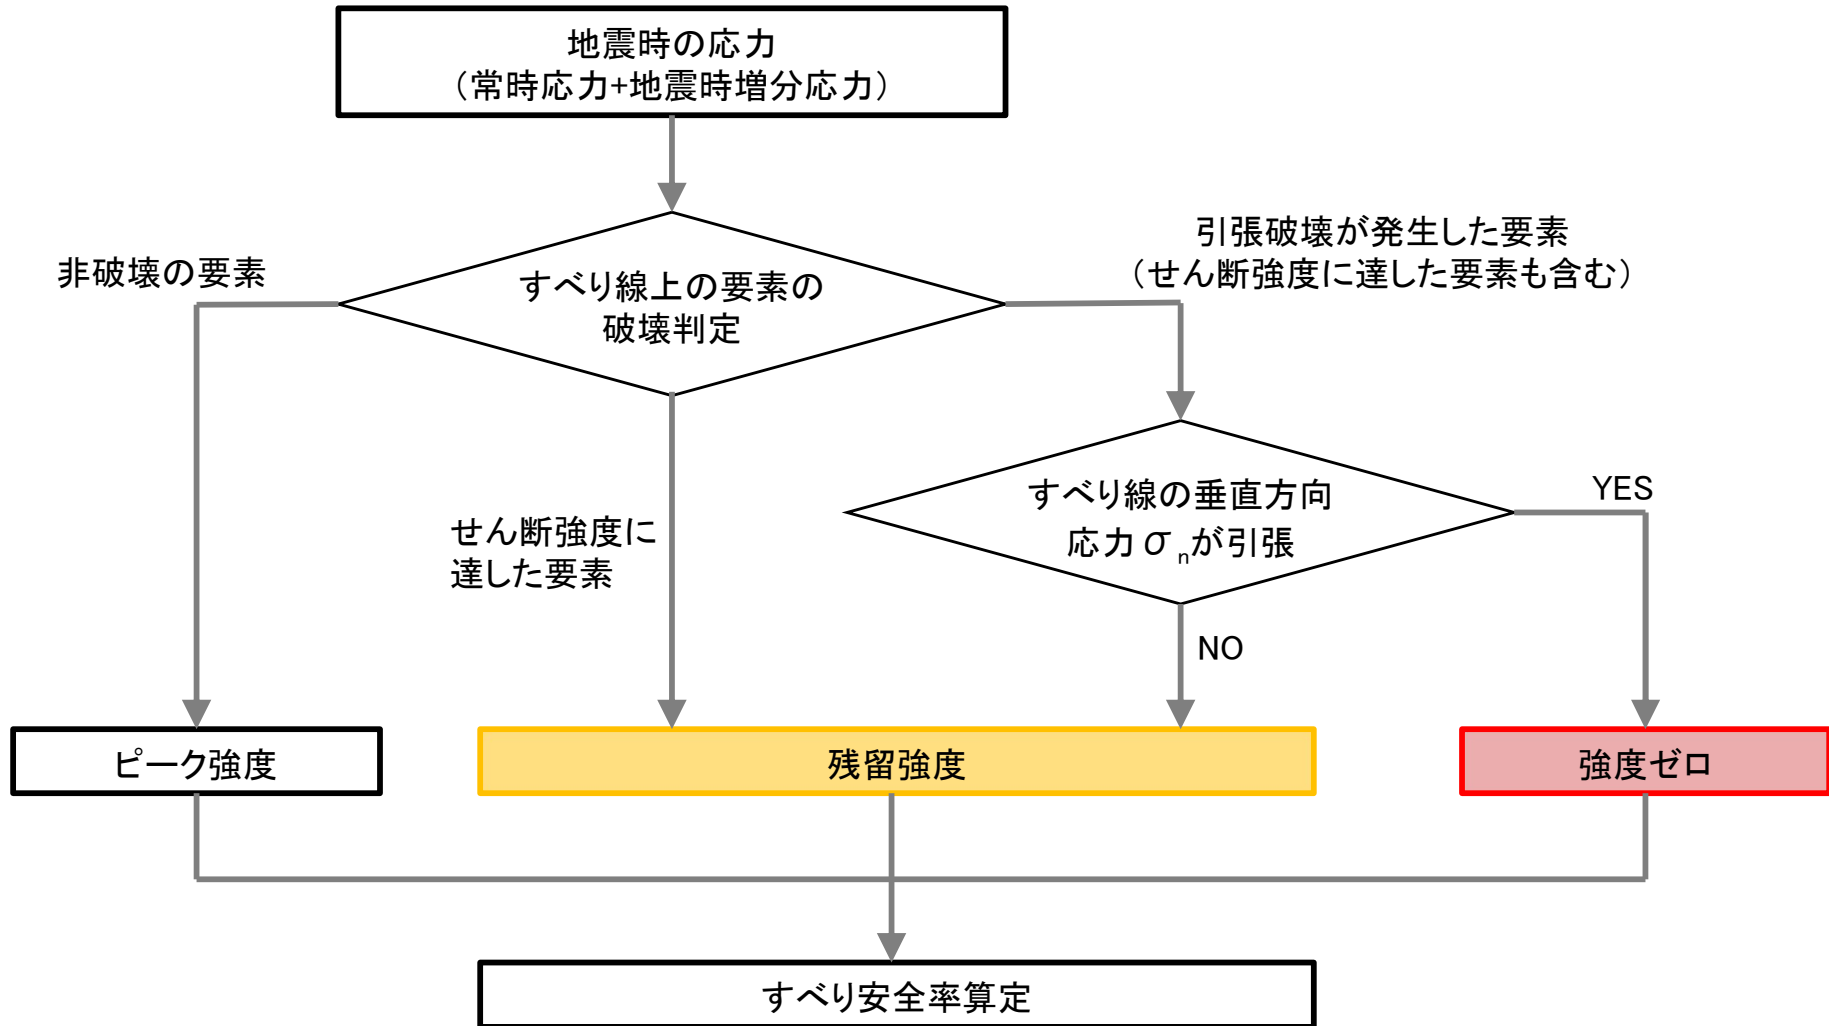 地震時の応力
（常時応力+地震時増分応力）
非破壊の要素
すべり線上の要素の
破壊判定
引張破壊が発生した要素
（せん断強度に達した要素も含む）
せん断強度に
達した要素
すべり線の垂直方向
応力σnが引張
YES
NO
ピーク強度
残留強度
強度ゼロ
すべり安全率算定